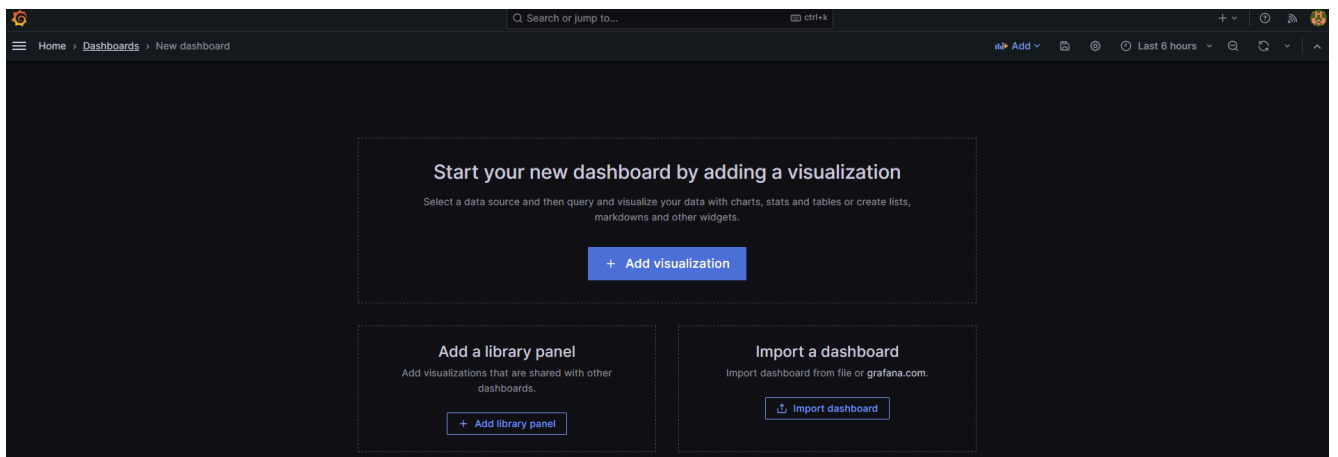 Search or jump to... ctrl+k
Home › Dashboards › New dashboard Add Last 6 hours
Start your new dashboard by adding a visualization
Select a data source and then query and visualize your data with charts, stats and tables or create lists,
markdowns and other widgets.
+ Add visualization
Add a library panel
Add visualizations that are shared with other
dashboards.
+ Add library panel
Import a dashboard
Import dashboard from file or grafana.com.
Import dashboard